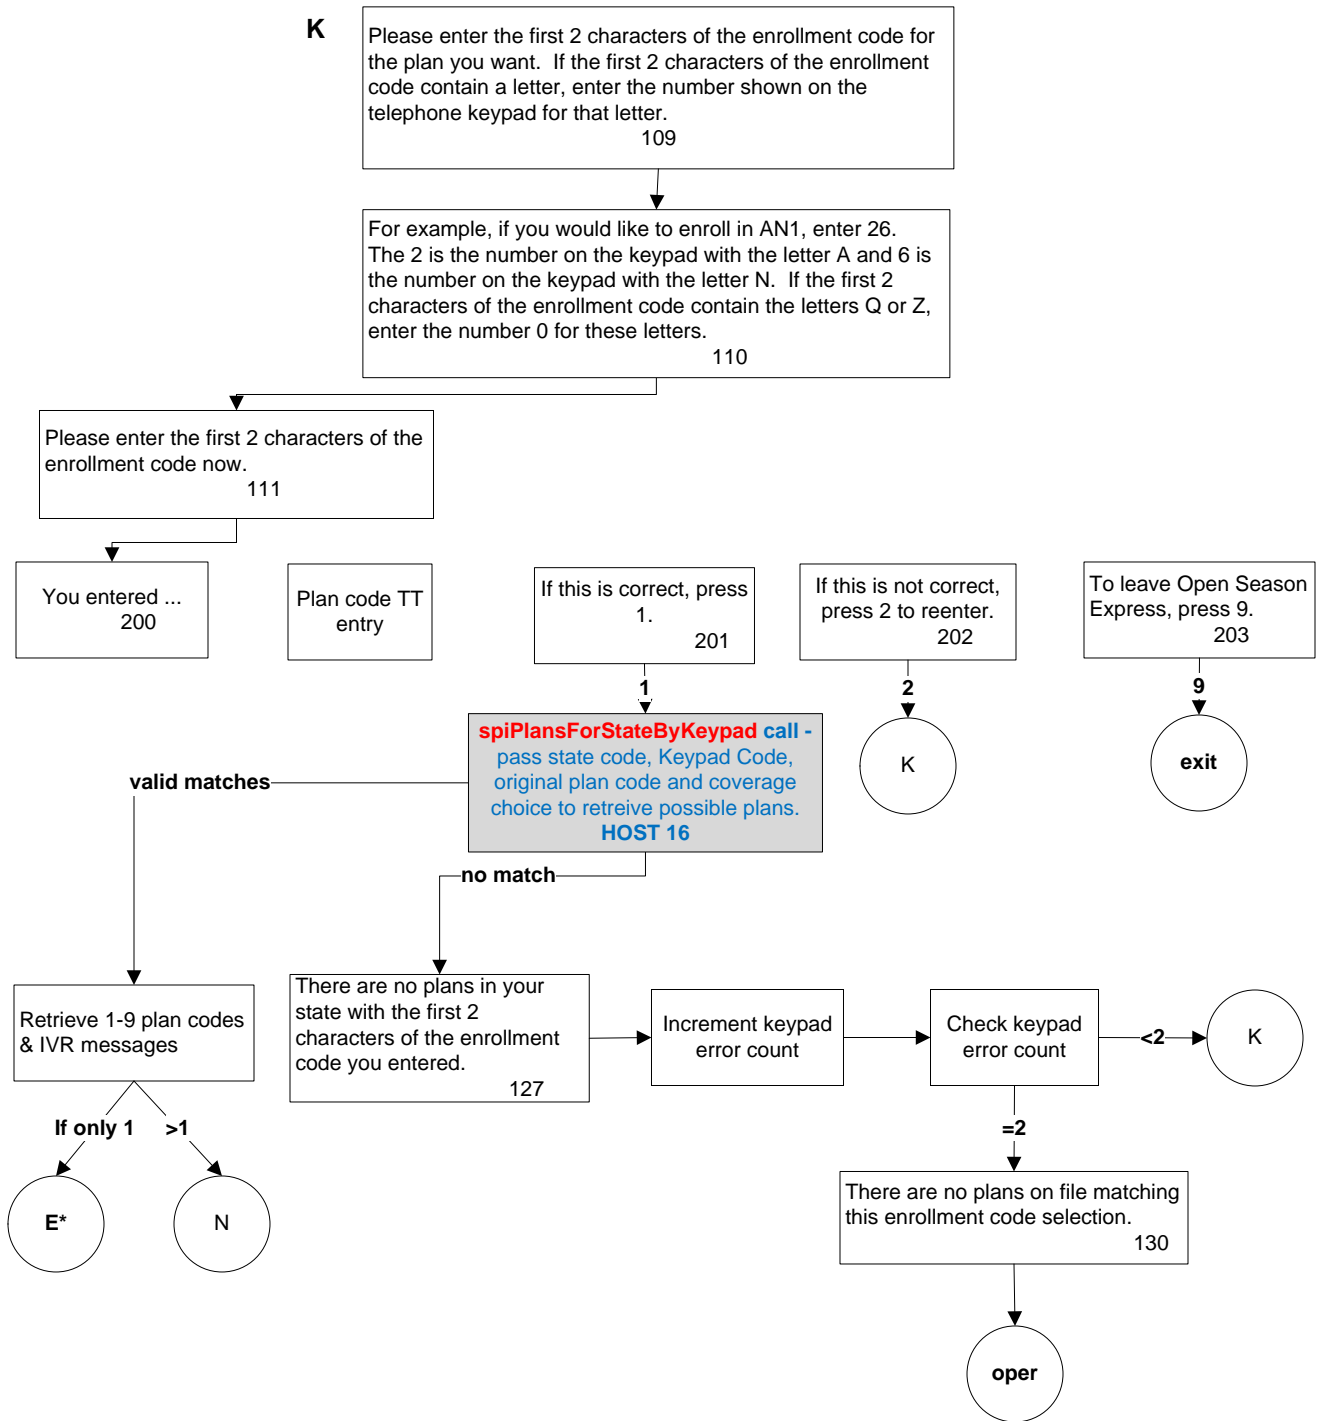 K
Please enter the first 2 characters of the enrollment code for
the plan you want.  If the first 2 characters of the enrollment
code contain a letter, enter the number shown on the
telephone keypad for that letter.
109
For example, if you would like to enroll in AN1, enter 26.
The 2 is the number on the keypad with the letter A and 6 is
the number on the keypad with the letter N.  If the first 2
characters of the enrollment code contain the letters Q or Z,
enter the number 0 for these letters.
110
Please enter the first 2 characters of the
enrollment code now.
111
You entered ...
200
Plan code TT
entry
If this is correct, press
1.
201
If this is not correct,
press 2 to reenter.
202
To leave Open Season
Express, press 9.
203
1
2
9
spiPlansForStateByKeypad call -
pass state code, Keypad Code,
original plan code and coverage
choice to retreive possible plans.
HOST 16
K
exit
valid matches
no match
Retrieve 1-9 plan codes
& IVR messages
There are no plans in your
state with the first 2
characters of the enrollment
code you entered.
127
Increment keypad
error count
Check keypad
error count
<2
K
If only 1
>1
=2
E*
N
There are no plans on file matching
this enrollment code selection.
130
oper